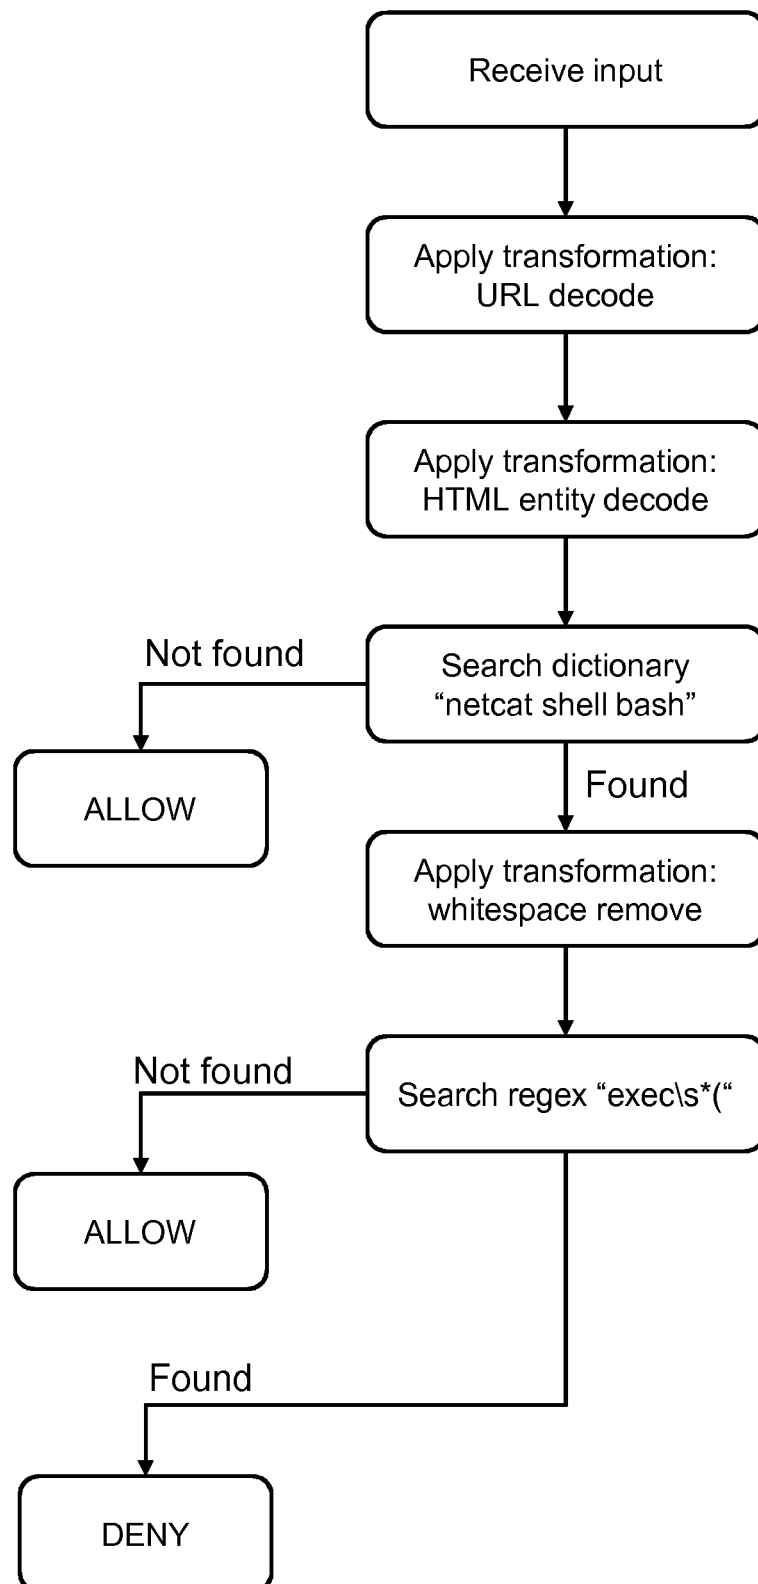 Receive input
Apply transformation:
URL decode
Apply transformation:
HTML entity decode
Not found
Search dictionary
“netcat shell bash”
ALLOW
Found
Apply transformation:
whitespace remove
Not found
Search regex “exec\s*(“
ALLOW
Found
DENY